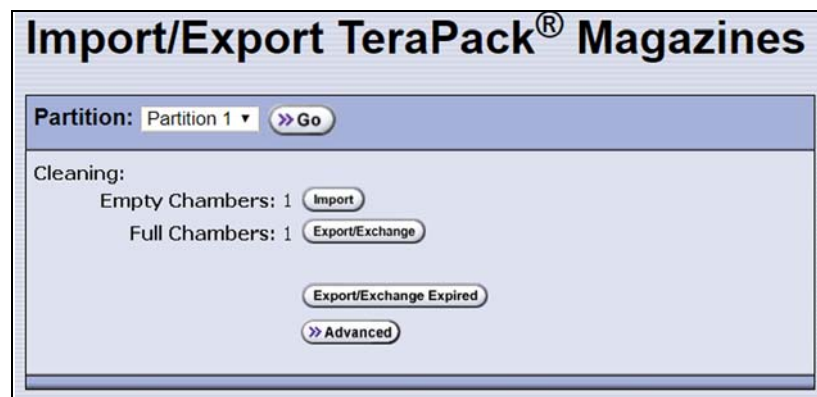 Import/Export TeraPack® Magazines
Partition: Partition 1 ▾ >> Go
Cleaning:
Empty Chambers: 1 Import
Full Chambers: 1 Export/Exchange
Export/Exchange Expired
>> Advanced